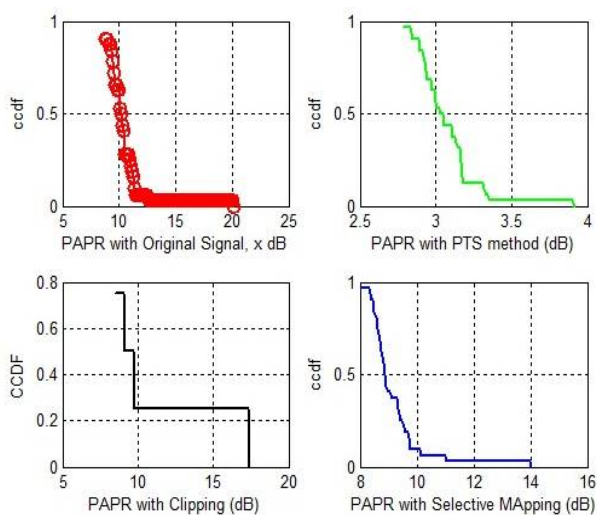 1
0.5
0
ccdf
5 10 15 20 25
PAPR with Original Signal, x dB
1
0.5
0
ccdf
2.5 3 3.5 4
PAPR with PTS method (dB)
0.8
0.6
0.4
0.2
0
CCDF
5 10 15 20
PAPR with Clipping (dB)
1
0.5
0
ccdf
8 10 12 14 16
PAPR with Selective MApping (dB)